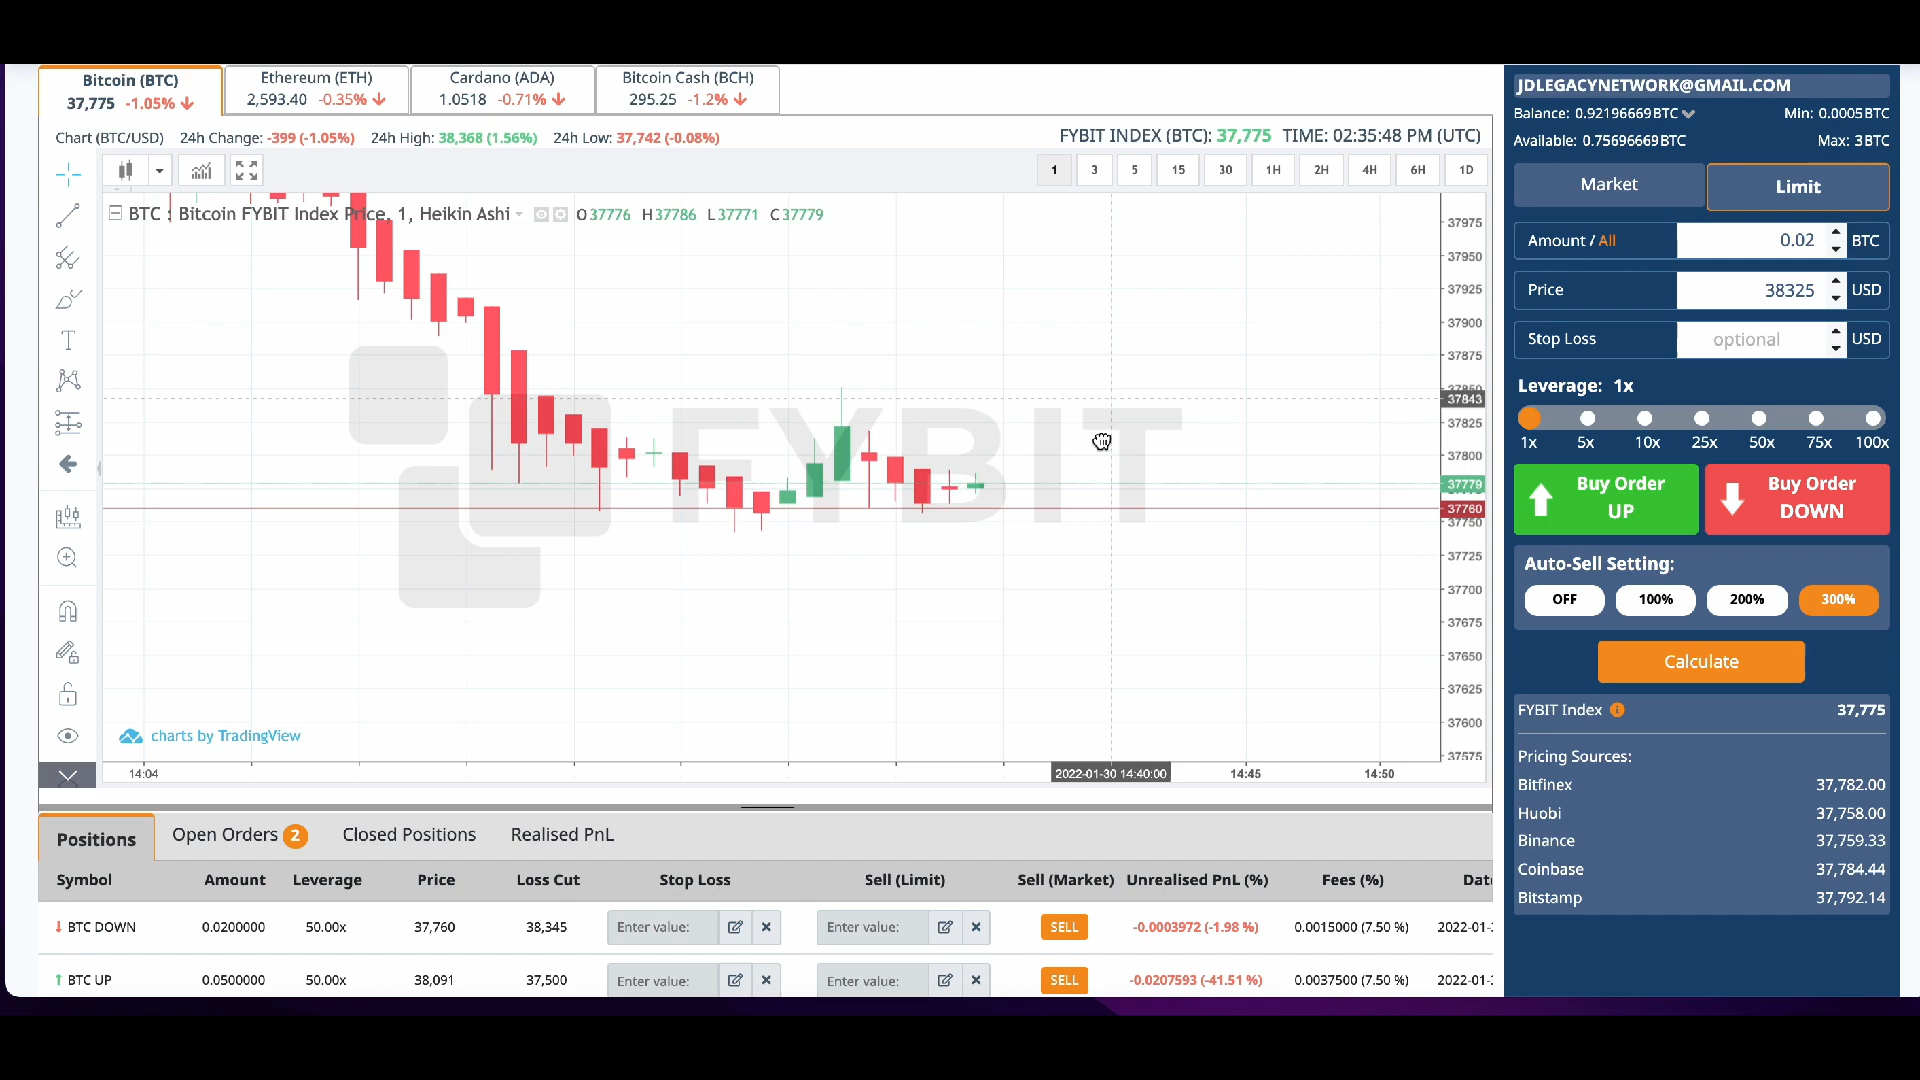 Bitcoin (BTC)
37,775 -1.05%
Ethereum (ETH)
2,593.40 -0.35%
Cardano (ADA)
1.0518 -0.71%
Bitcoin Cash (BCH)
295.25 -1.2%
Chart (BTC/USD) 24h Change: -399 (-1.05%) 24h High: 38,368 (1.56%) 24h Low: 37,742 (-0.08%)
FYBIT INDEX (BTC): 37,775 TIME: 02:35:48 PM (UTC)
1 3 5 15 30 1H 2H 4H 6H 1D
BTC : Bitcoin FYBIT Index Price, 1, Heikin Ashi O37776 H37786 L37771 C37779
37975
37950
37925
37900
37875
37850
37843
37825
37800
37779
37760
37750
37725
37700
37675
37650
37625
37600
37575
FYBIT
charts by TradingView
14:04 2022-01-30 14:40:00 14:45 14:50
Positions Open Orders 2 Closed Positions Realised PnL
Symbol Amount Leverage Price Loss Cut Stop Loss Sell (Limit) Sell (Market) Unrealised PnL (%) Fees (%) Dat
BTC DOWN 0.0200000 50.00x 37,760 38,345 Enter value: Enter value: SELL -0.0003972 (-1.98 %) 0.0015000 (7.50 %) 2022-01-
BTC UP 0.0500000 50.00x 38,091 37,500 Enter value: Enter value: SELL -0.0207593 (-41.51 %) 0.0037500 (7.50 %) 2022-01-
JDLEGACYNETWORK@GMAIL.COM
Balance: 0.92196669BTC Min: 0.0005BTC
Available: 0.75696669BTC Max: 3BTC
Market Limit
Amount / All 0.02 BTC
Price 38325 USD
Stop Loss optional USD
Leverage: 1x
1x 5x 10x 25x 50x 75x 100x
Buy Order UP
Buy Order DOWN
Auto-Sell Setting:
OFF 100% 200% 300%
Calculate
FYBIT Index 37,775
Pricing Sources:
Bitfinex 37,782.00
Huobi 37,758.00
Binance 37,759.33
Coinbase 37,784.44
Bitstamp 37,792.14